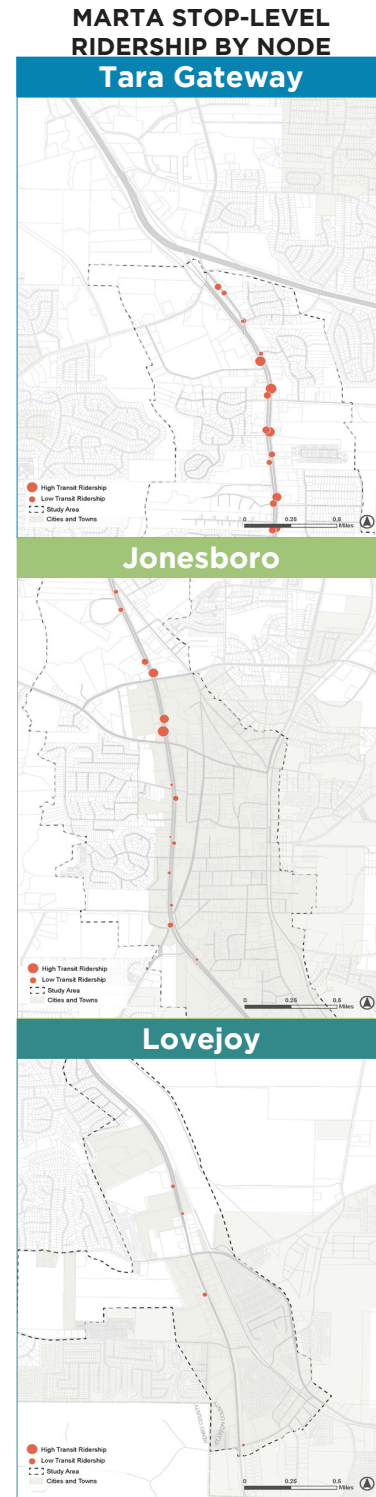 MARTA STOP-LEVEL
RIDERSHIP BY NODE
Tara Gateway
High Transit Ridership
Low Transit Ridership
Study Area
Cities and Towns
0 0.25 0.5
Miles
Jonesboro
High Transit Ridership
Low Transit Ridership
Study Area
Cities and Towns
0 0.25 0.5
Miles
Lovejoy
HENRY COUNTY
High Transit Ridership
Low Transit Ridership
Study Area
Cities and Towns
0 0.25 0.5
Miles